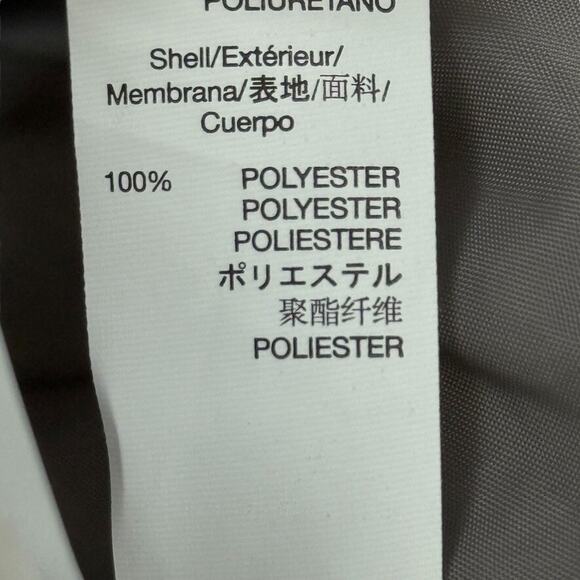 POLIURETANO
Shell/Extérieur/
Membrana/表地/面料/
Cuerpo
100% POLYESTER
POLYESTER
POLIESTERE
ポリエステル
聚酯纤维
POLIESTER